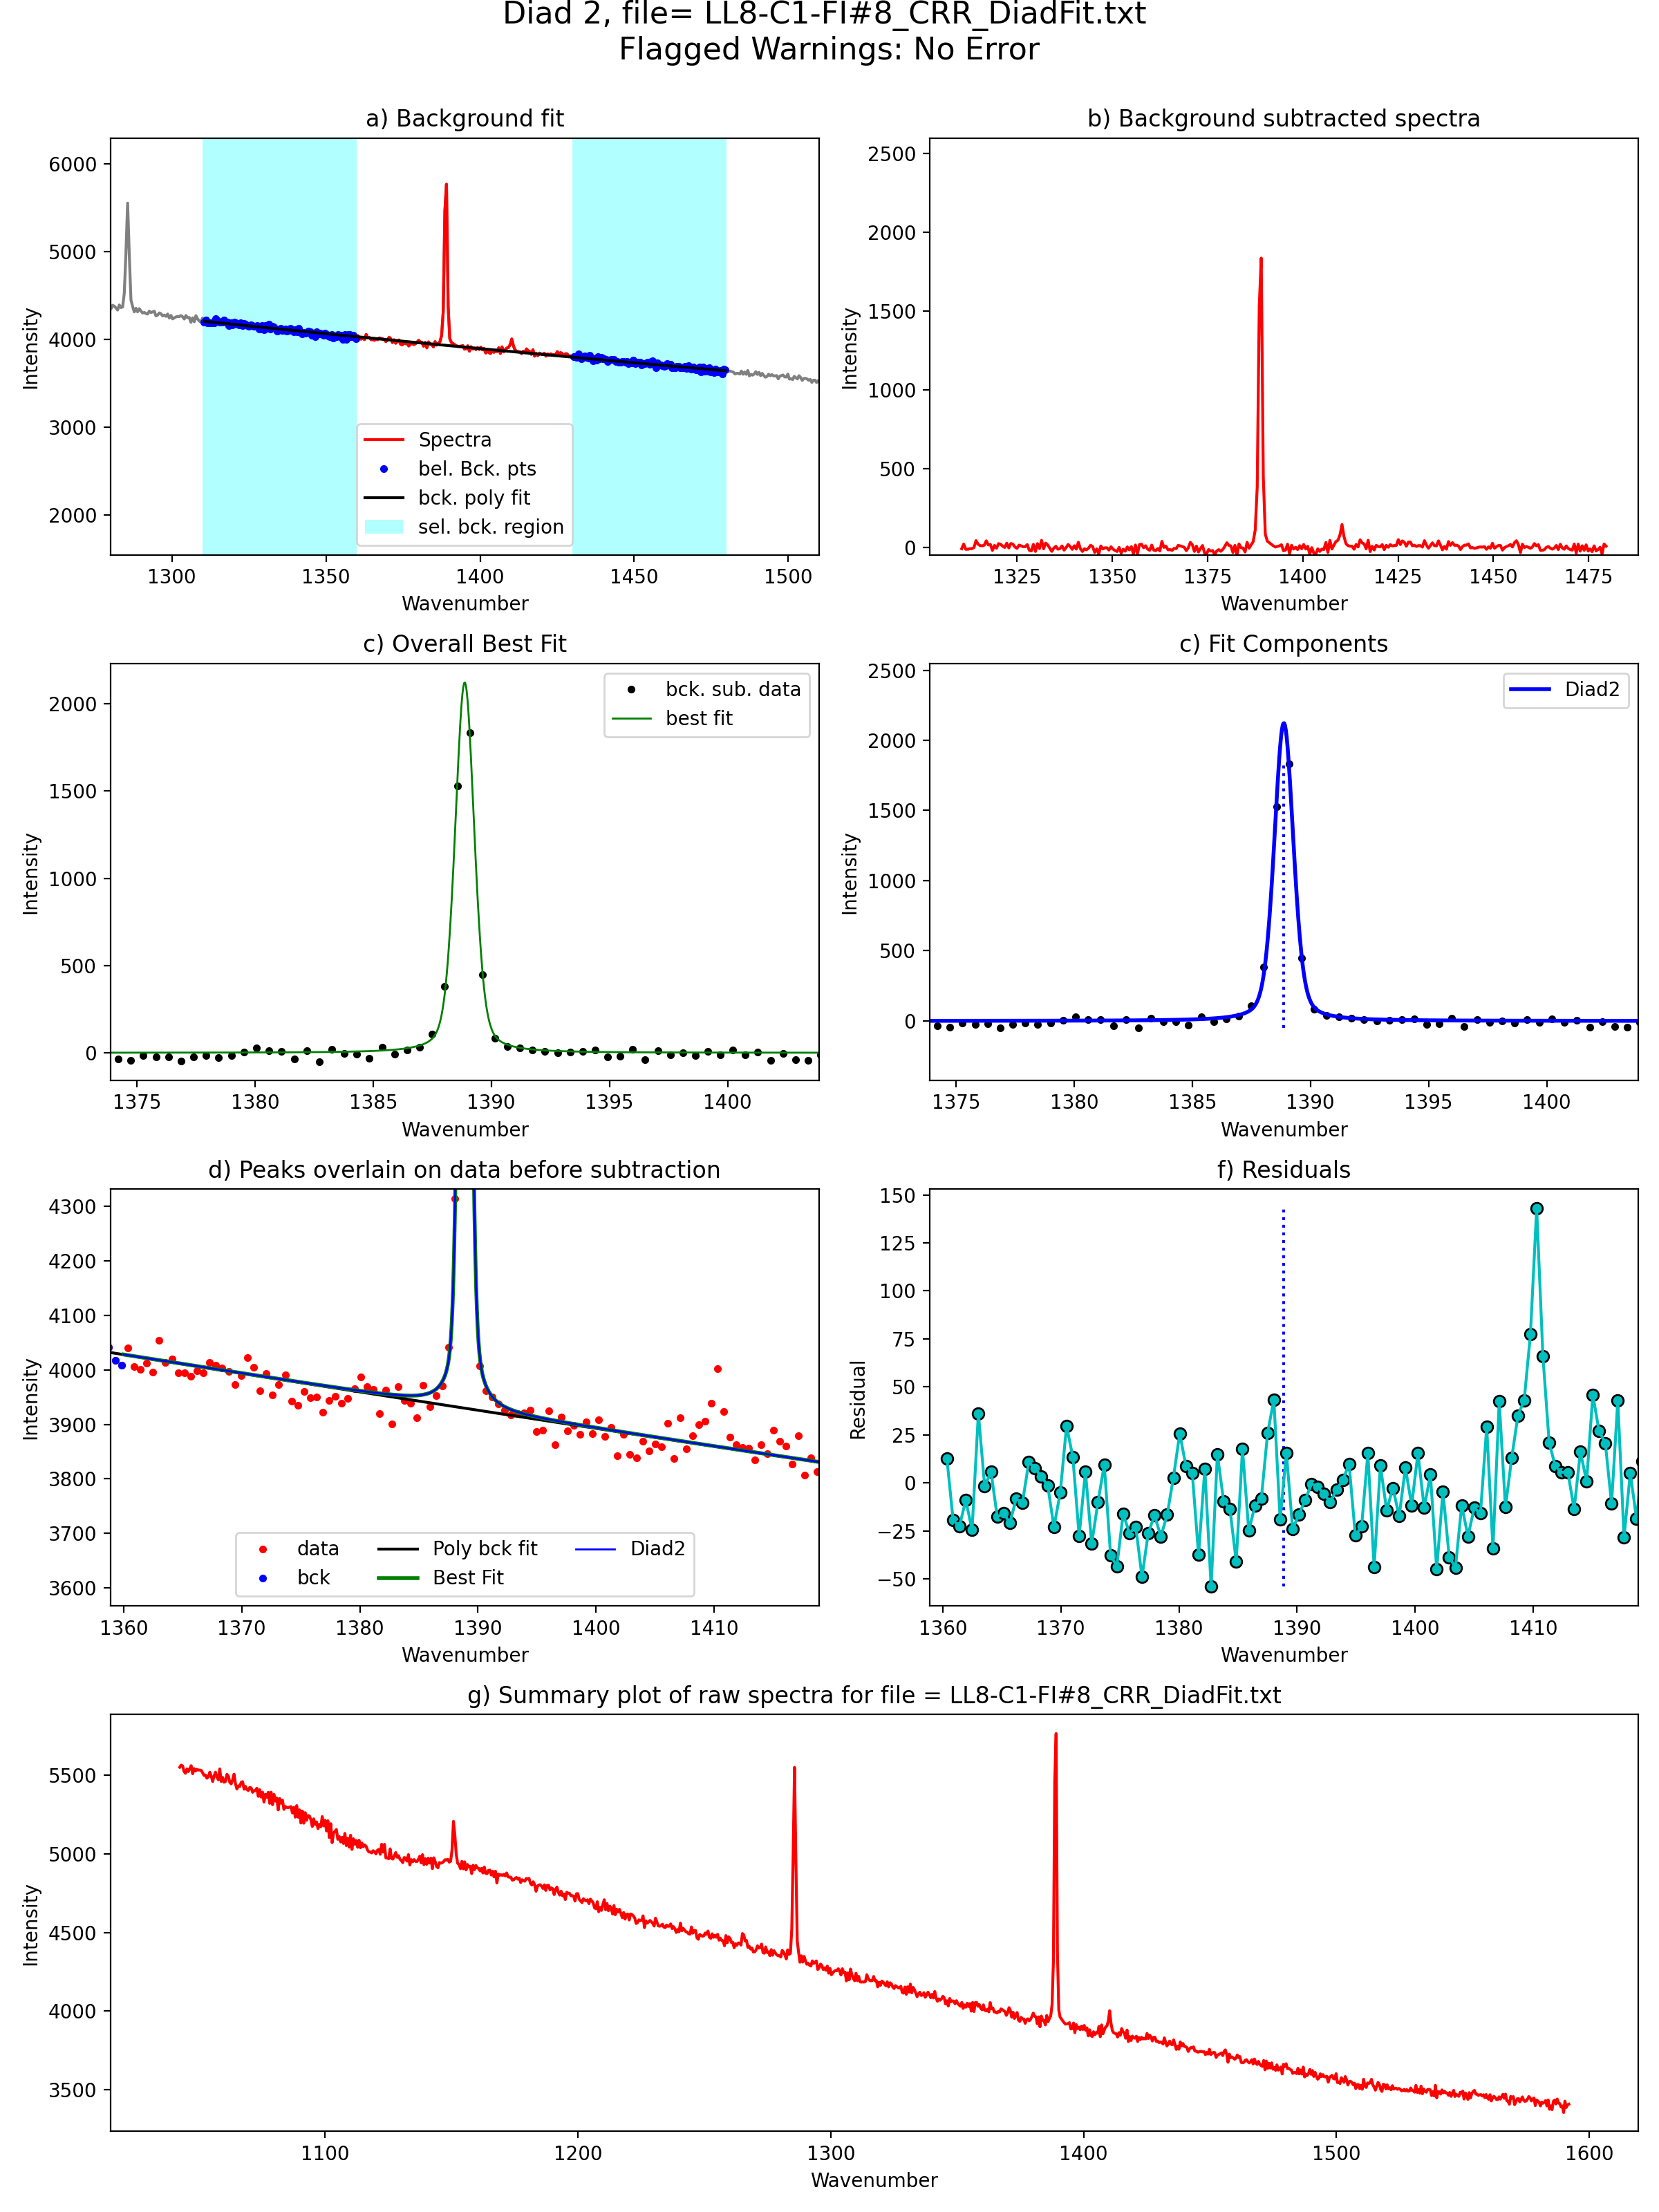 Diad 2, file= LL8-C1-FI#8_CRR_DiadFit.txt
Flagged Warnings: No Error
a) Background fit
Intensity
6000
5000
4000
3000
2000
Spectra
bel. Bck. pts
bck. poly fit
sel. bck. region
1300 1350 1400 1450 1500
Wavenumber
b) Background subtracted spectra
Intensity
2500
2000
1500
1000
500
0
1325 1350 1375 1400 1425 1450 1475
Wavenumber
c) Overall Best Fit
Intensity
2000
1500
1000
500
0
bck. sub. data
best fit
1375 1380 1385 1390 1395 1400
Wavenumber
c) Fit Components
Intensity
2500
2000
1500
1000
500
0
Diad2
1375 1380 1385 1390 1395 1400
Wavenumber
d) Peaks overlain on data before subtraction
Intensity
4300
4200
4100
4000
3900
3800
3700
3600
data
bck
Poly bck fit
Best Fit
Diad2
1360 1370 1380 1390 1400 1410
Wavenumber
f) Residuals
Residual
150
125
100
75
50
25
0
−25
−50
1360 1370 1380 1390 1400 1410
Wavenumber
g) Summary plot of raw spectra for file = LL8-C1-FI#8_CRR_DiadFit.txt
Intensity
5500
5000
4500
4000
3500
1100 1200 1300 1400 1500 1600
Wavenumber